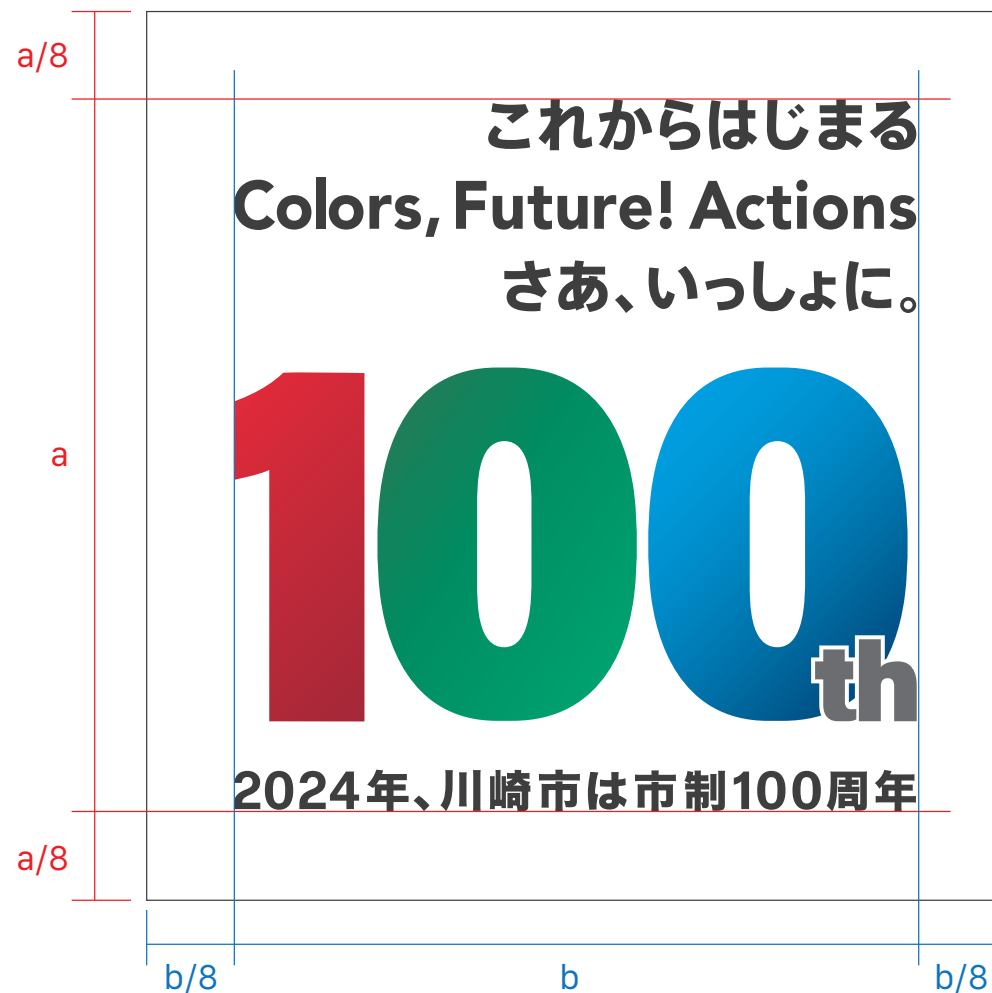 a/8
これからはじまる
Colors, Future! Actions
さあ、いっしょに。
a
100th
2024年、川崎市は市制100周年
a/8
b/8
b
b/8